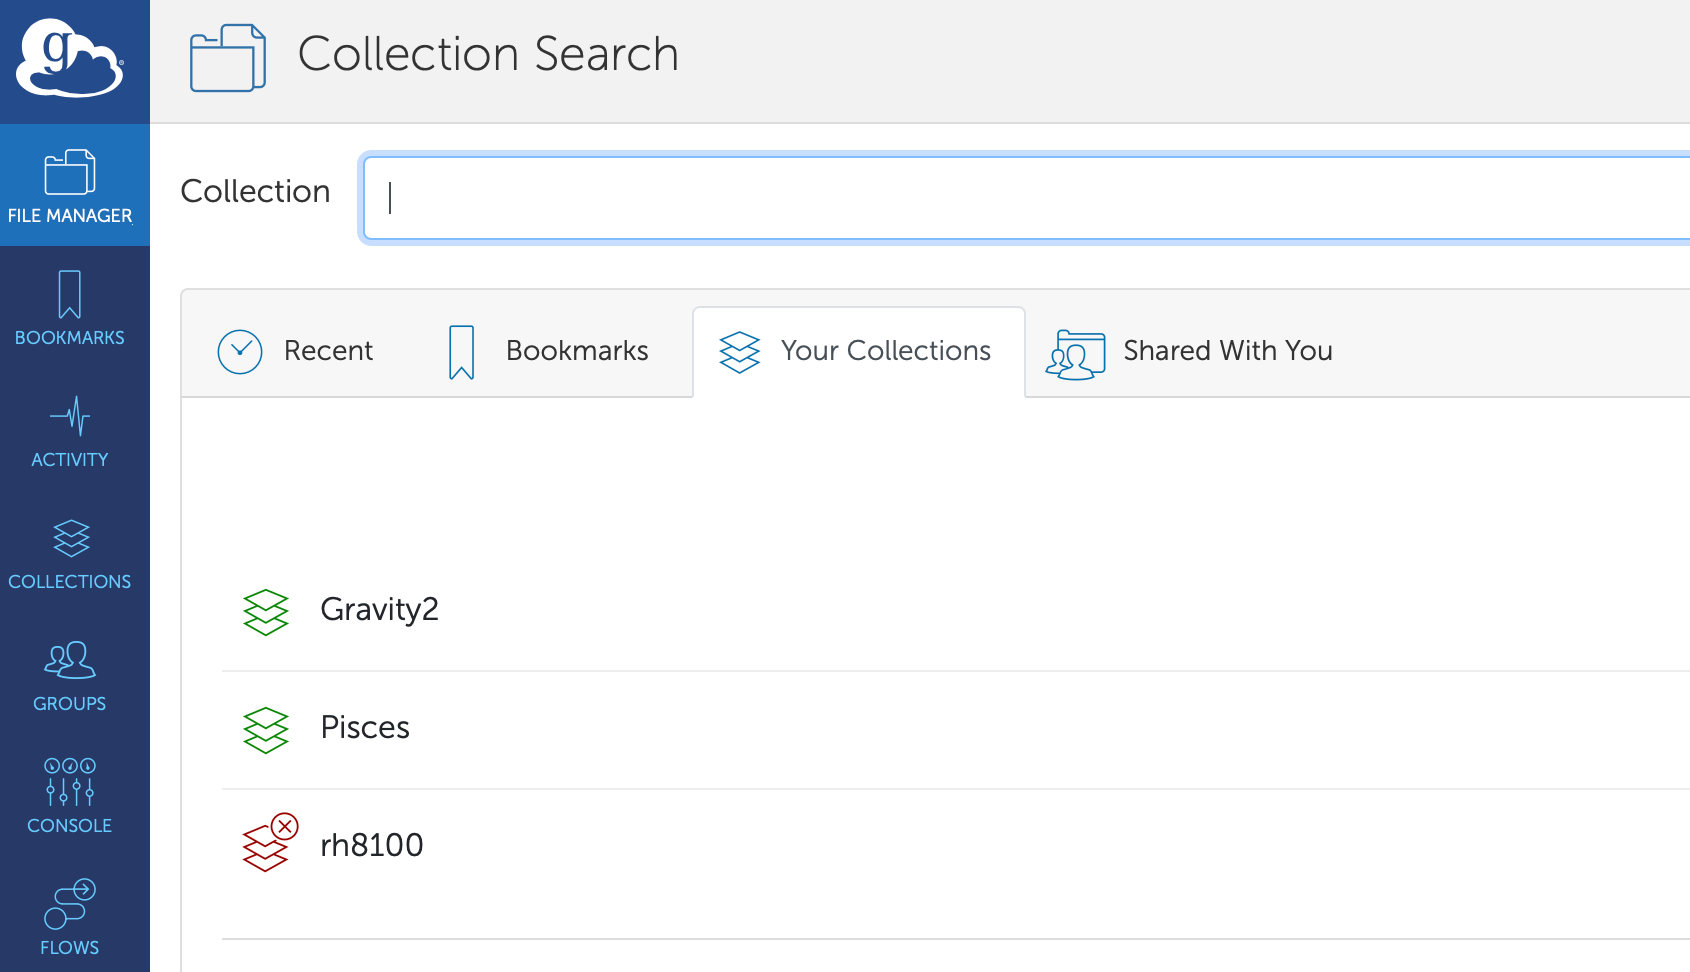 g
Collection Search
FILE MANAGER
Collection
BOOKMARKS
Recent
Bookmarks
Your Collections
Shared With You
ACTIVITY
COLLECTIONS
Gravity2
GROUPS
Pisces
CONSOLE
rh8100
FLOWS